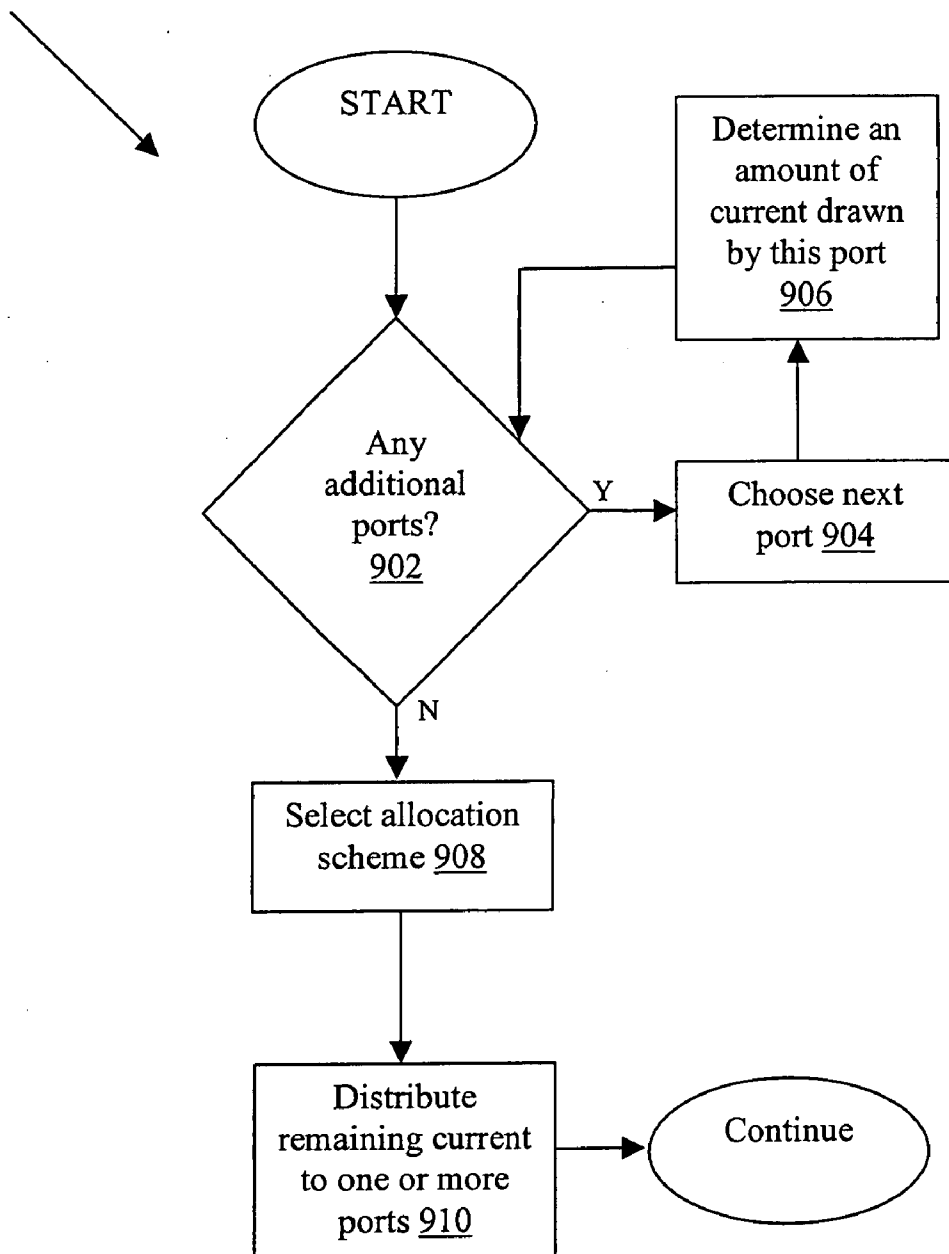 START
Determine an
amount of
current drawn
by this port
906
Any
additional
ports?
902
Y
Choose next
port 904
N
Select allocation
scheme 908
Distribute
remaining current
to one or more
ports 910
Continue